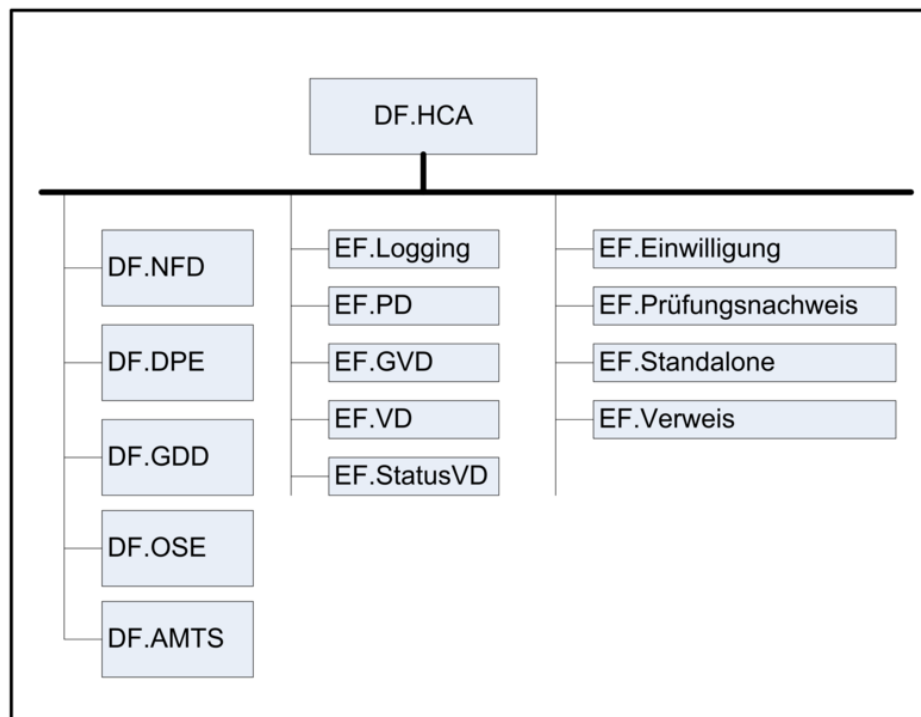 DF.HCA
DF.NFD
DF.DPE
DF.GDD
DF.OSE
DF.AMTS
EF.Logging
EF.PD
EF.GVD
EF.VD
EF.StatusVD
EF.Einwilligung
EF.Prüfungsnachweis
EF.Standalone
EF.Verweis